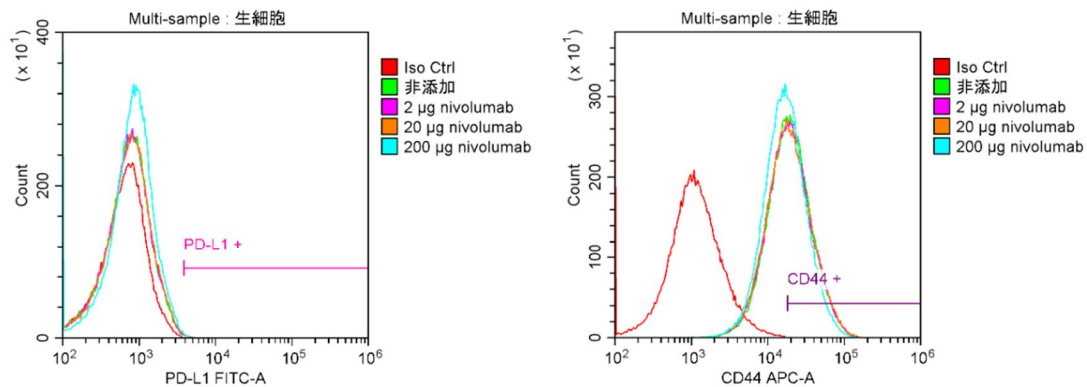 Multi-sample : 生細胞
400
(x 10¹)
200
0
Count
PD-L1 +
10² 10³ 10⁴ 10⁵ 10⁶
PD-L1 FITC-A
Iso Ctrl
非添加
2 µg nivolumab
20 µg nivolumab
200 µg nivolumab
Multi-sample : 生細胞
(x 10¹)
300
200
100
0
Count
CD44 +
10² 10³ 10⁴ 10⁵ 10⁶
CD44 APC-A
Iso Ctrl
非添加
2 µg nivolumab
20 µg nivolumab
200 µg nivolumab